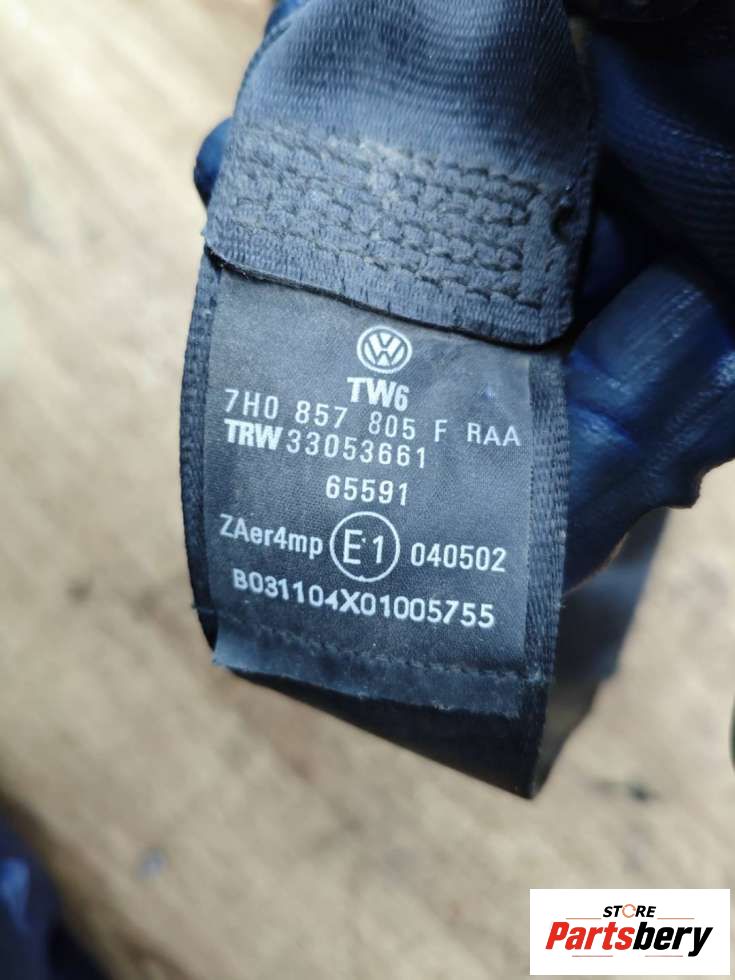 TW6
7H0 857 805 F RAA
TRW 33053661
65591
ZAer4mp E1 040502
B031104X01005755
STORE
Partsbery